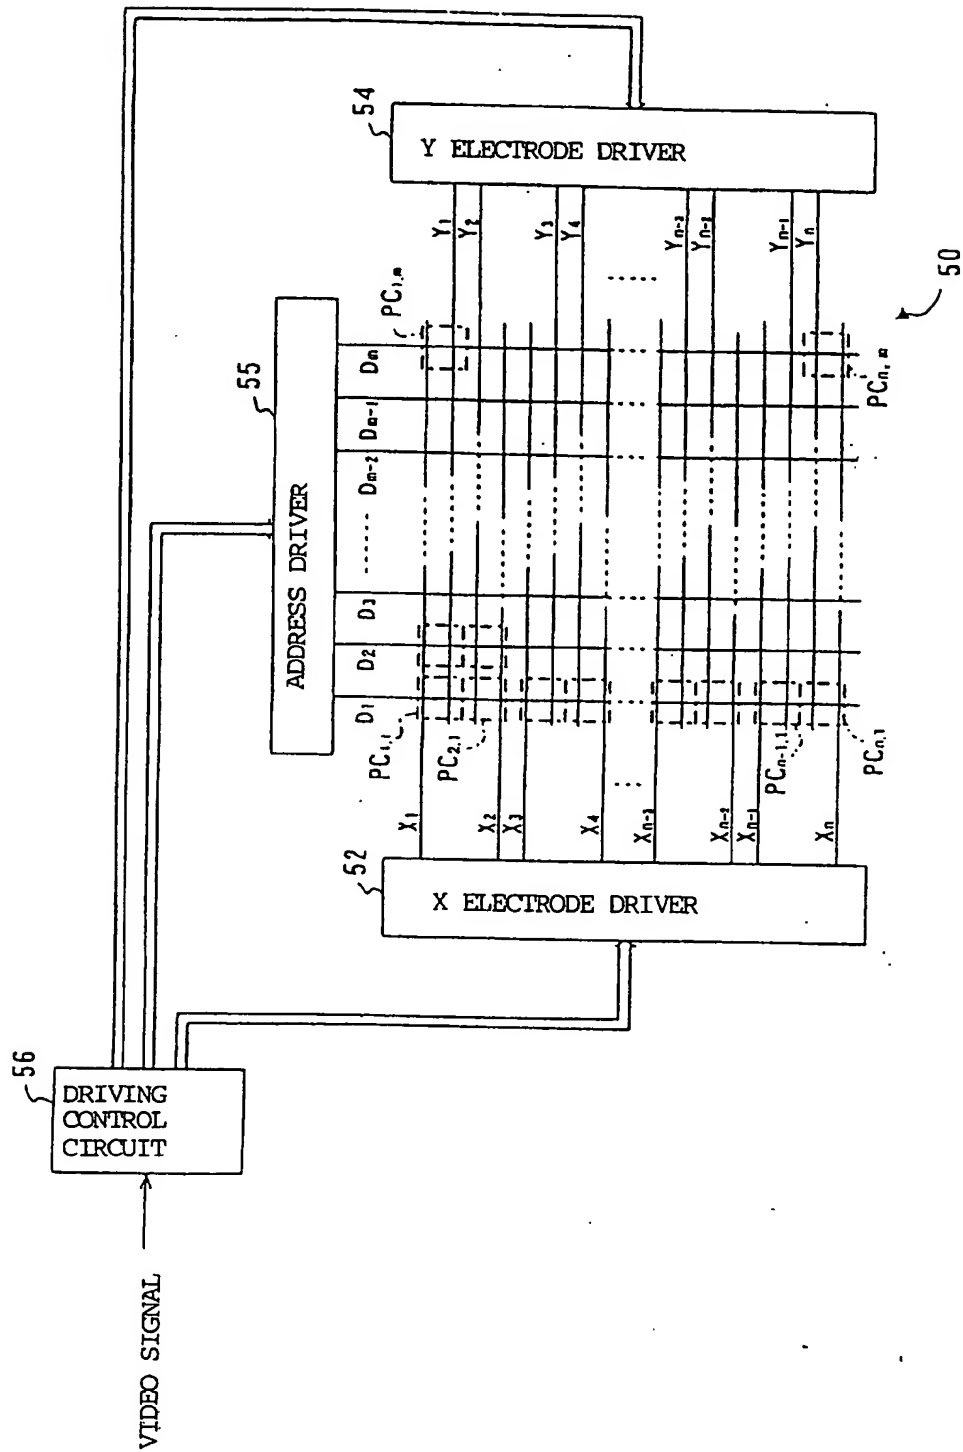 VIDEO SIGNAL
56
DRIVING
CONTROL
CIRCUIT
55
ADDRESS DRIVER
D1 D2 D3 ...... Dm-2 Dm-1 Dm
52
X ELECTRODE DRIVER
X1
X2
X3
X4
Xn-3
Xn-2
Xn-1
Xn
54
Y ELECTRODE DRIVER
Y1
Y2
Y3
Y4
Yn-3
Yn-2
Yn-1
Yn
PC1,1
PC2,1
PCn-1,1
PCn,1
PC1,m
PCn,m
50